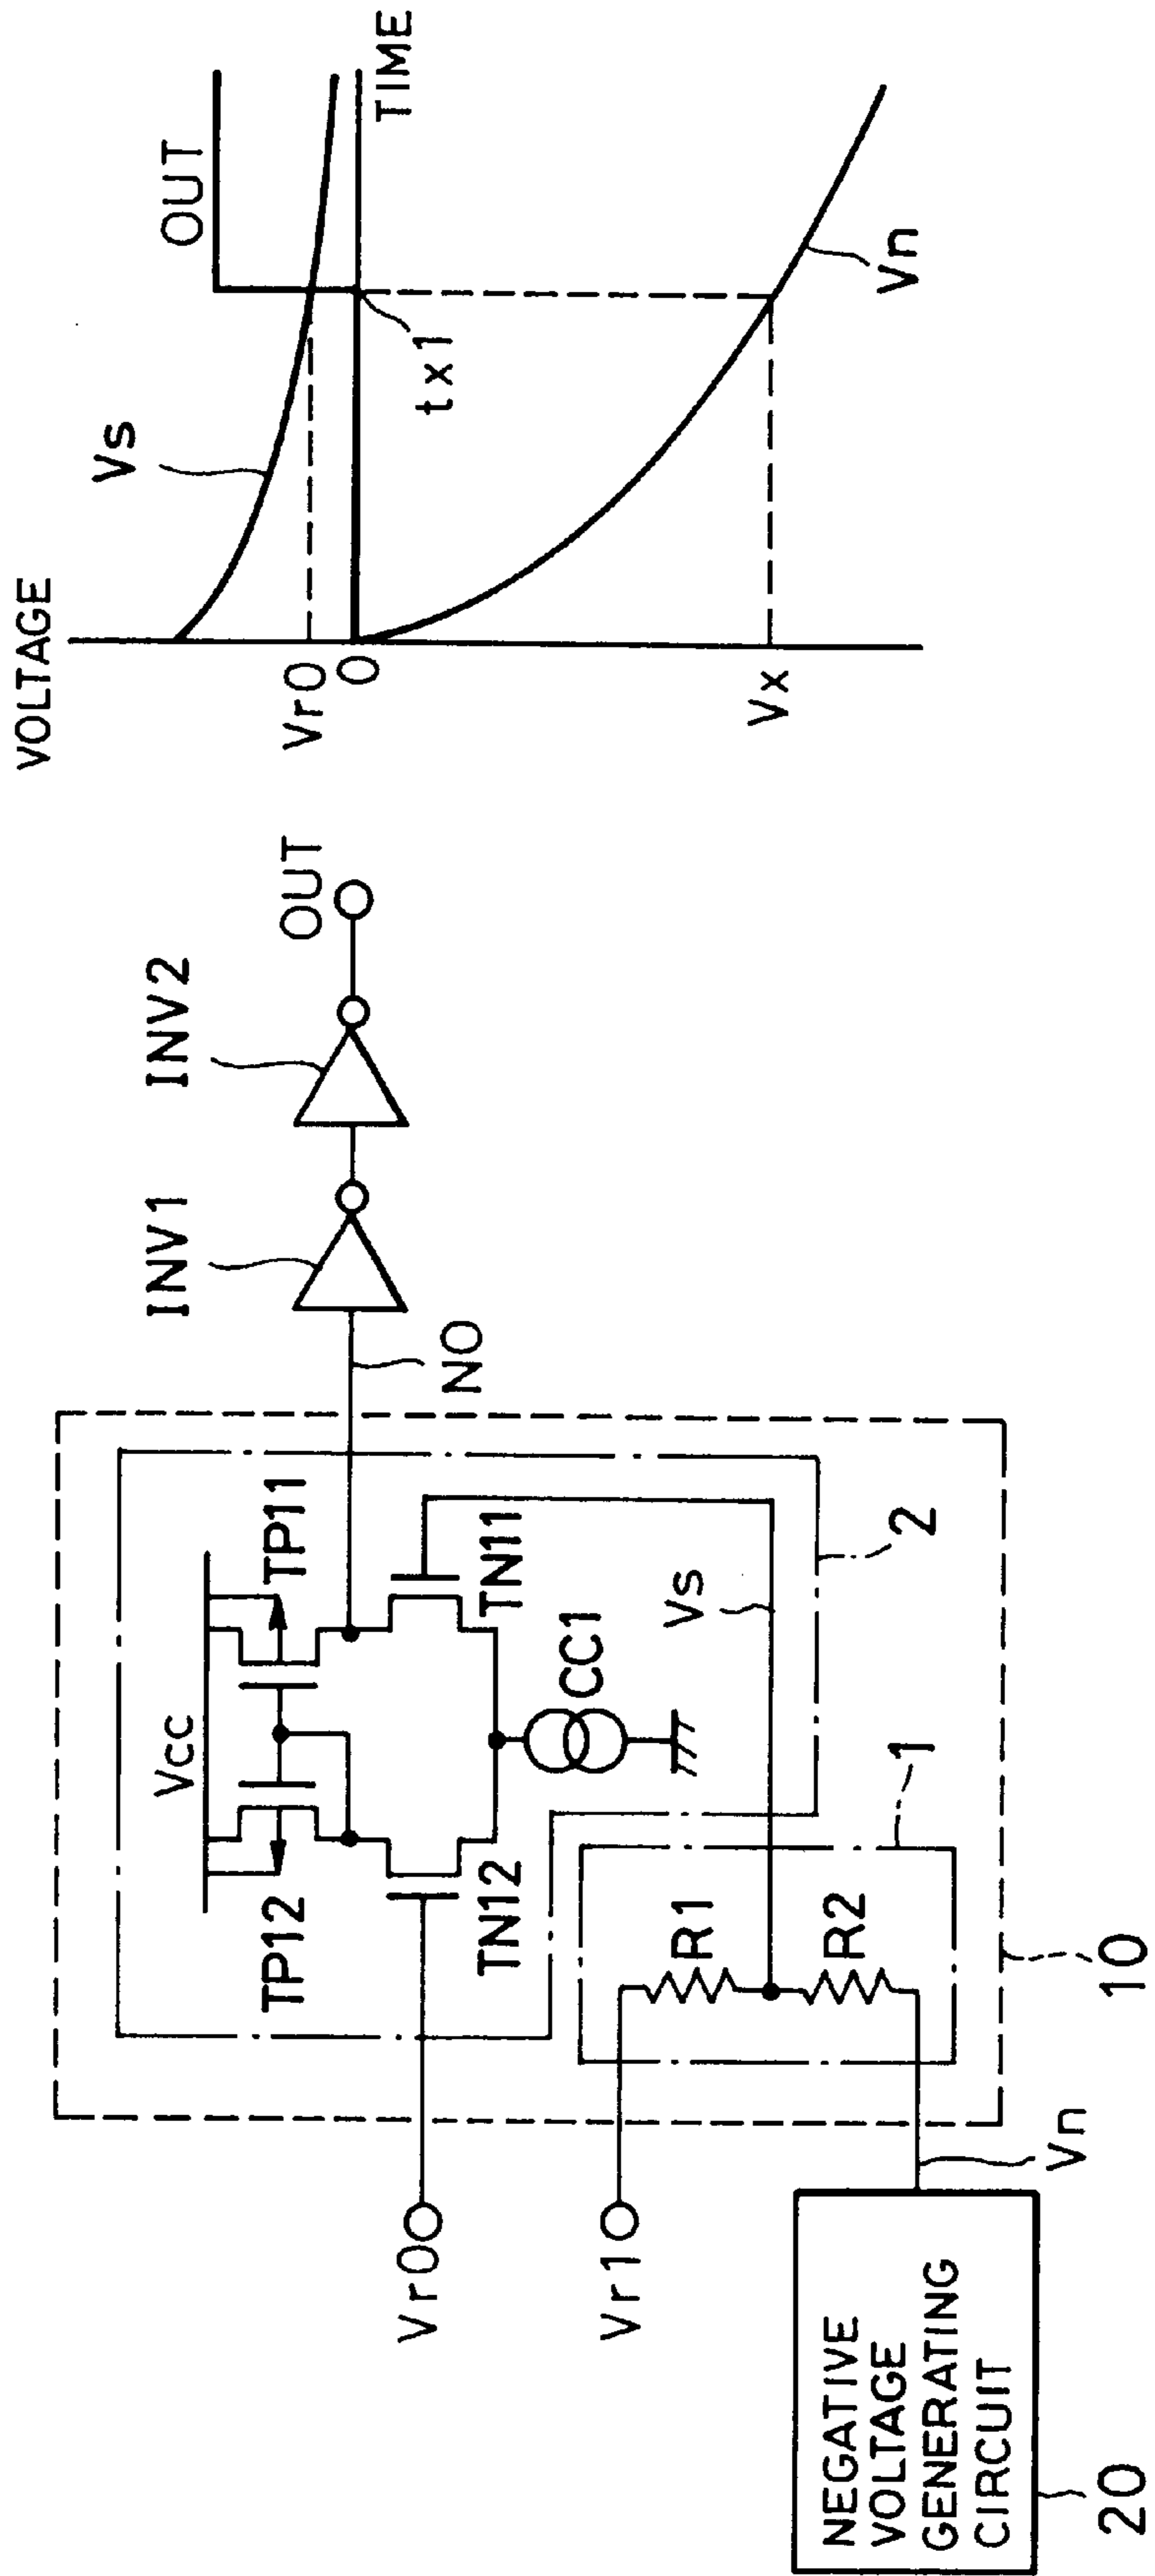 Vr0
Vr1
NEGATIVE
VOLTAGE
GENERATING
CIRCUIT
20
Vn
10
Vcc
TP12
TP11
TN12
TN11
CC1
R1
R2
1
Vs
2
N0
INV1
INV2
OUT
VOLTAGE
Vr0
0
Vx
Vs
tx1
OUT
TIME
Vn